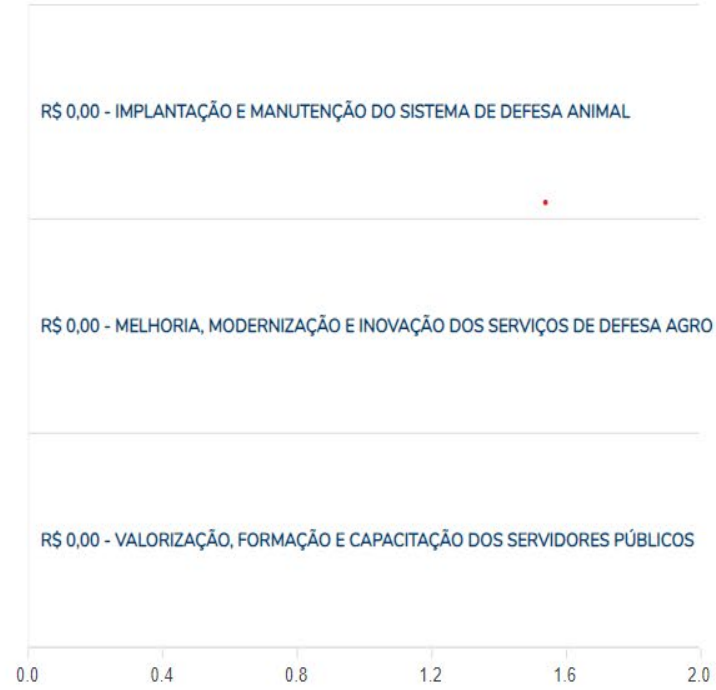 R$ 0,00 - IMPLANTAÇÃO E MANUTENÇÃO DO SISTEMA DE DEFESA ANIMAL
R$ 0,00 - MELHORIA, MODERNIZAÇÃO E INOVAÇÃO DOS SERVIÇOS DE DEFESA AGRO
R$ 0,00 - VALORIZAÇÃO, FORMAÇÃO E CAPACITAÇÃO DOS SERVIDORES PÚBLICOS
0.0 0.4 0.8 1.2 1.6 2.0